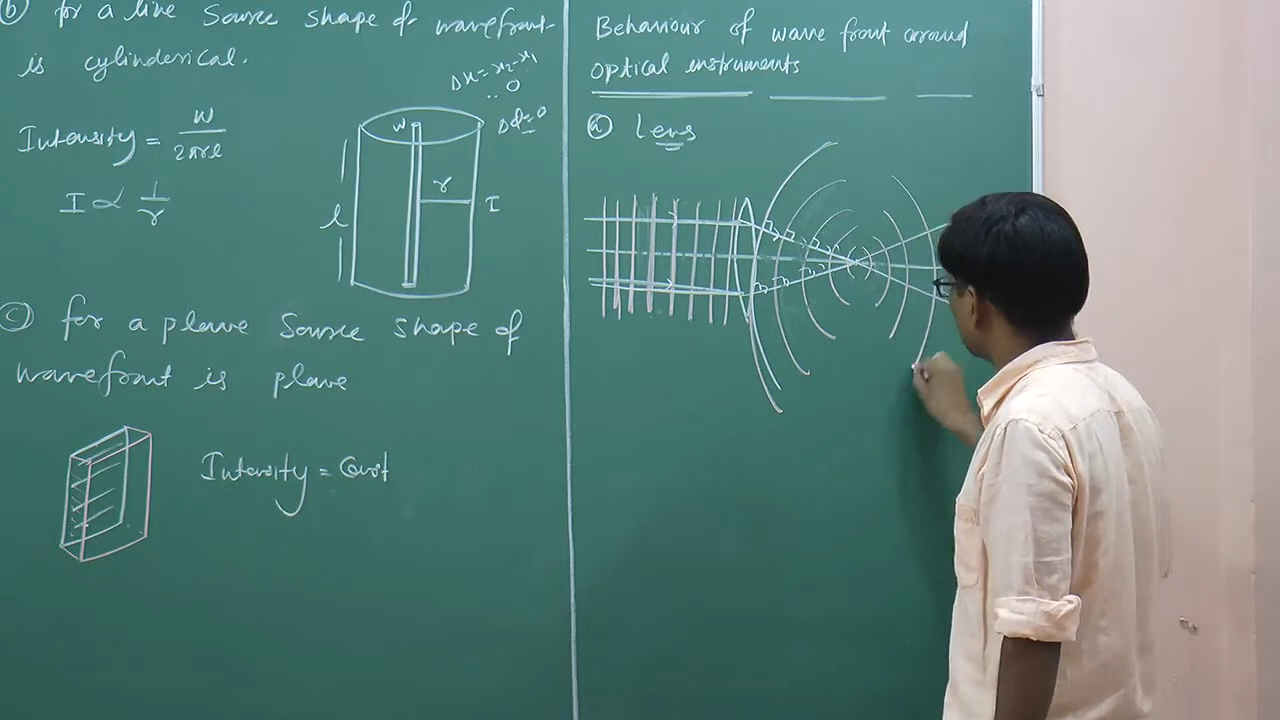 b) for a line Source shape of wavefront
is cylinderical.
Δx = x2-x1
0
Δφ=0
Intensity = W
2πrl
I ∝ 1
r
W
r
l
I
c) for a plane Source shape of
wavefront is plane
Intensity = Const
Behaviour of wave front around
optical instruments
a) lens